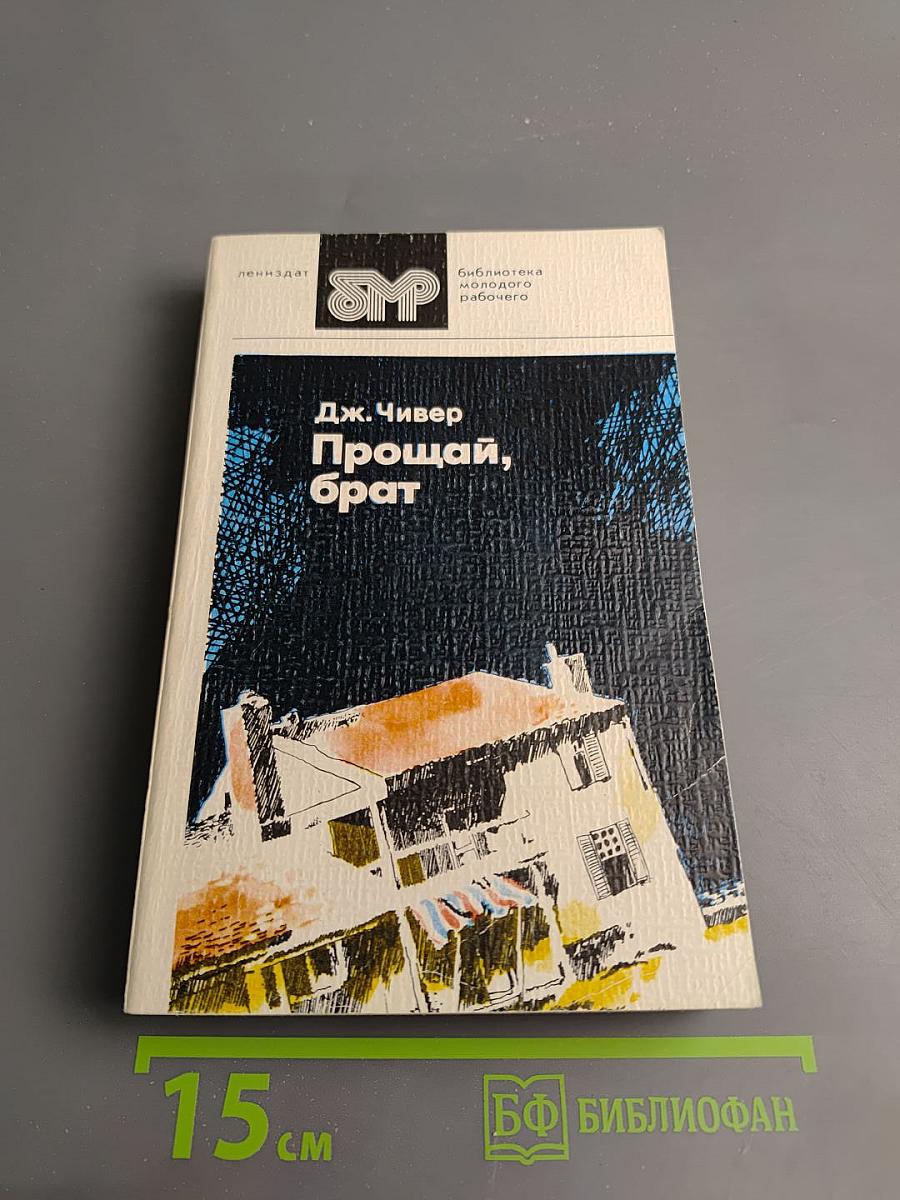 лениздат
бмр
библиотека
молодого
рабочего
Дж. Чивер
Прощай,
брат
15 см
БФ БИБЛИОФАН